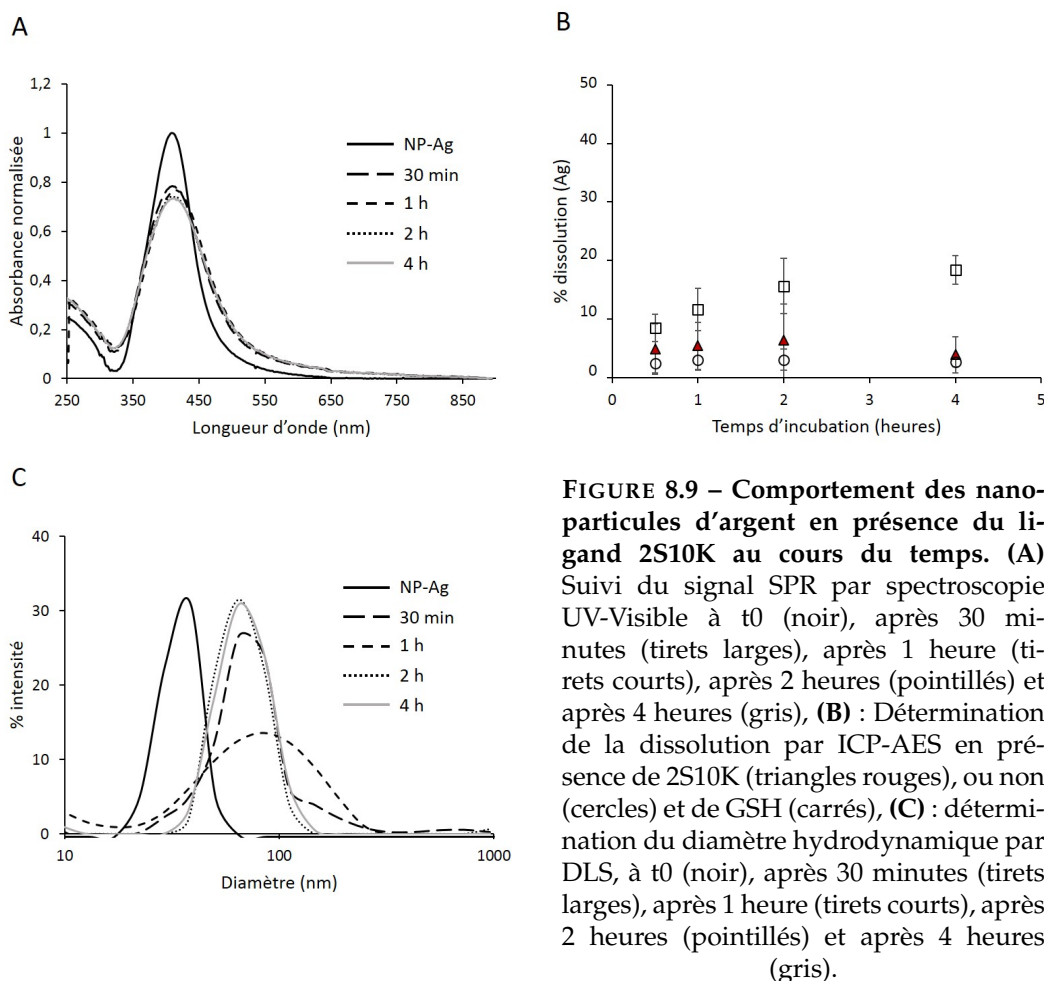 A
1,2
1
0,8
0,6
0,4
0,2
0
Absorbance normalisée
250
350
450
550
650
750
850
Longueur d'onde (nm)
NP-Ag
30 min
1 h
2 h
4 h
B
50
40
30
20
10
0
% dissolution (Ag)
0
1
2
3
4
5
Temps d'incubation (heures)
C
40
30
20
10
0
% intensité
10
100
1000
Diamètre (nm)
NP-Ag
30 min
1 h
2 h
4 h
FIGURE 8.9 – Comportement des nano-
particules d'argent en présence du li-
gand 2S10K au cours du temps. (A)
Suivi du signal SPR par spectroscopie
UV-Visible à t0 (noir), après 30 mi-
nutes (tirets larges), après 1 heure (ti-
rets courts), après 2 heures (pointillés) et
après 4 heures (gris), (B) : Détermination
de la dissolution par ICP-AES en pré-
sence de 2S10K (triangles rouges), ou non
(cercles) et de GSH (carrés), (C) : détermi-
nation du diamètre hydrodynamique par
DLS, à t0 (noir), après 30 minutes (tirets
larges), après 1 heure (tirets courts), après
2 heures (pointillés) et après 4 heures
(gris).